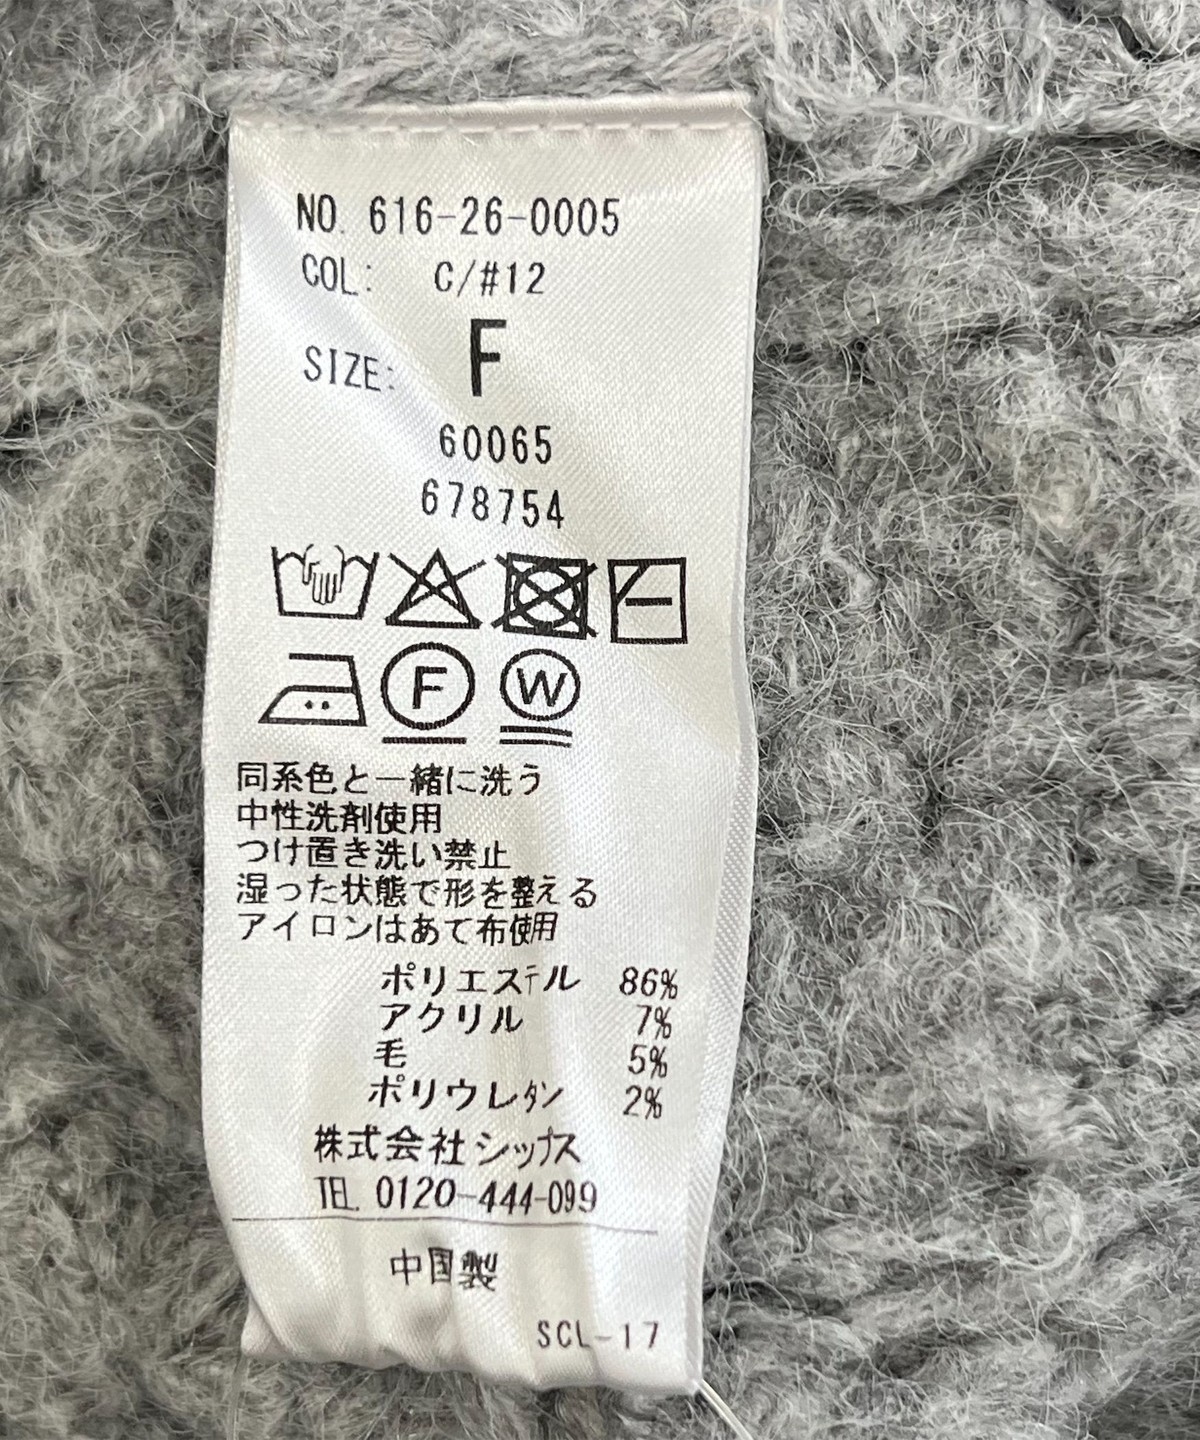 NO. 616-26-0005
COL: C/#12
SIZE: F
60065
678754
F W
同系色と一緒に洗う
中性洗剤使用
つけ置き洗い禁止
湿った状態で形を整える
アイロンはあて布使用
ポリエステル 86%
アクリル 7%
毛 5%
ポリウレタン 2%
株式会社シップス
TEL. 0120-444-099
中国製
SCL-17